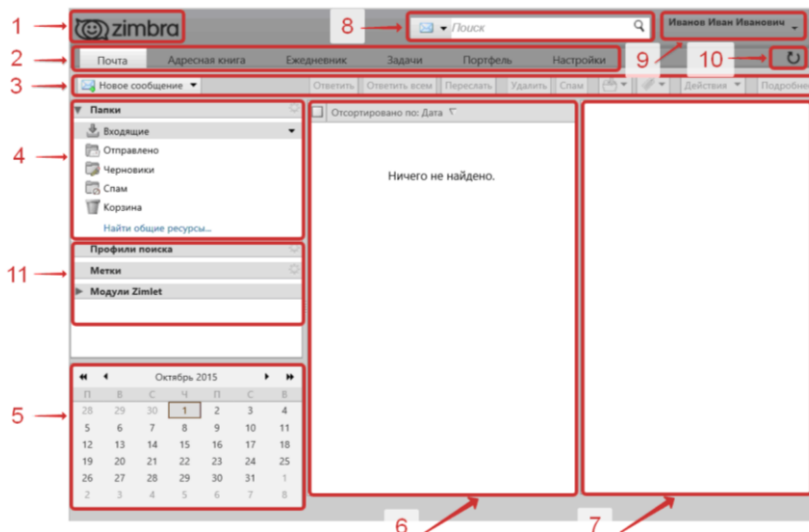 1
zimbra
8
Поиск
Иванов Иван Иванович
2
Почта Адресная книга Ежедневник Задачи Портфель Настройки
9
10
3
Новое сообщение
Ответить Ответить всем Переслать Удалить Спам Действия Подробнее
Папки
Отсортировано по: Дата
4
Входящие
Отправлено
Черновики
Спам
Корзина
Найти общие ресурсы...
Ничего не найдено.
Профили поиска
11
Метки
Модули Zimlet
5
Октябрь 2015
П В С Ч П С В
28 29 30 1 2 3 4
5 6 7 8 9 10 11
12 13 14 15 16 17 18
19 20 21 22 23 24 25
26 27 28 29 30 31 1
2 3 4 5 6 7 8
6
7